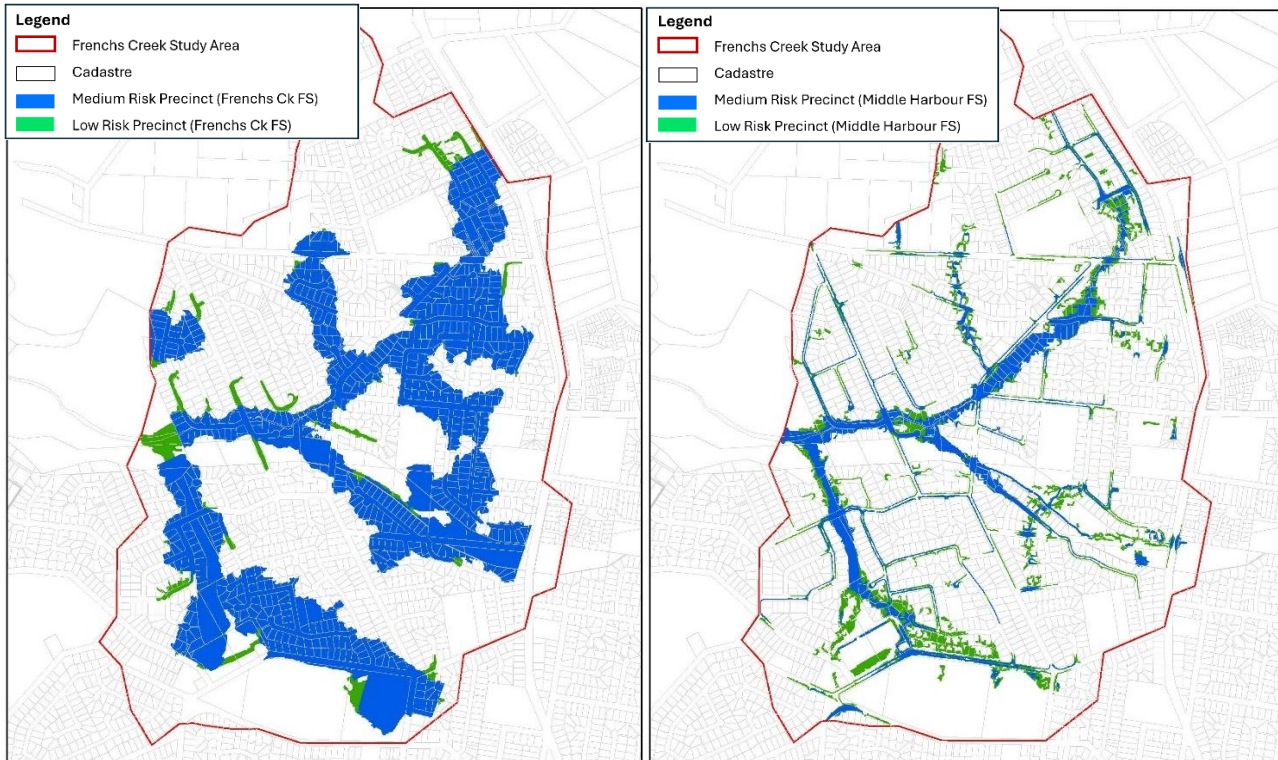 Legend
Frenchs Creek Study Area
Cadastre
Medium Risk Precinct (Frenchs Ck FS)
Low Risk Precinct (Frenchs Ck FS)
Legend
Frenchs Creek Study Area
Cadastre
Medium Risk Precinct (Middle Harbour FS)
Low Risk Precinct (Middle Harbour FS)